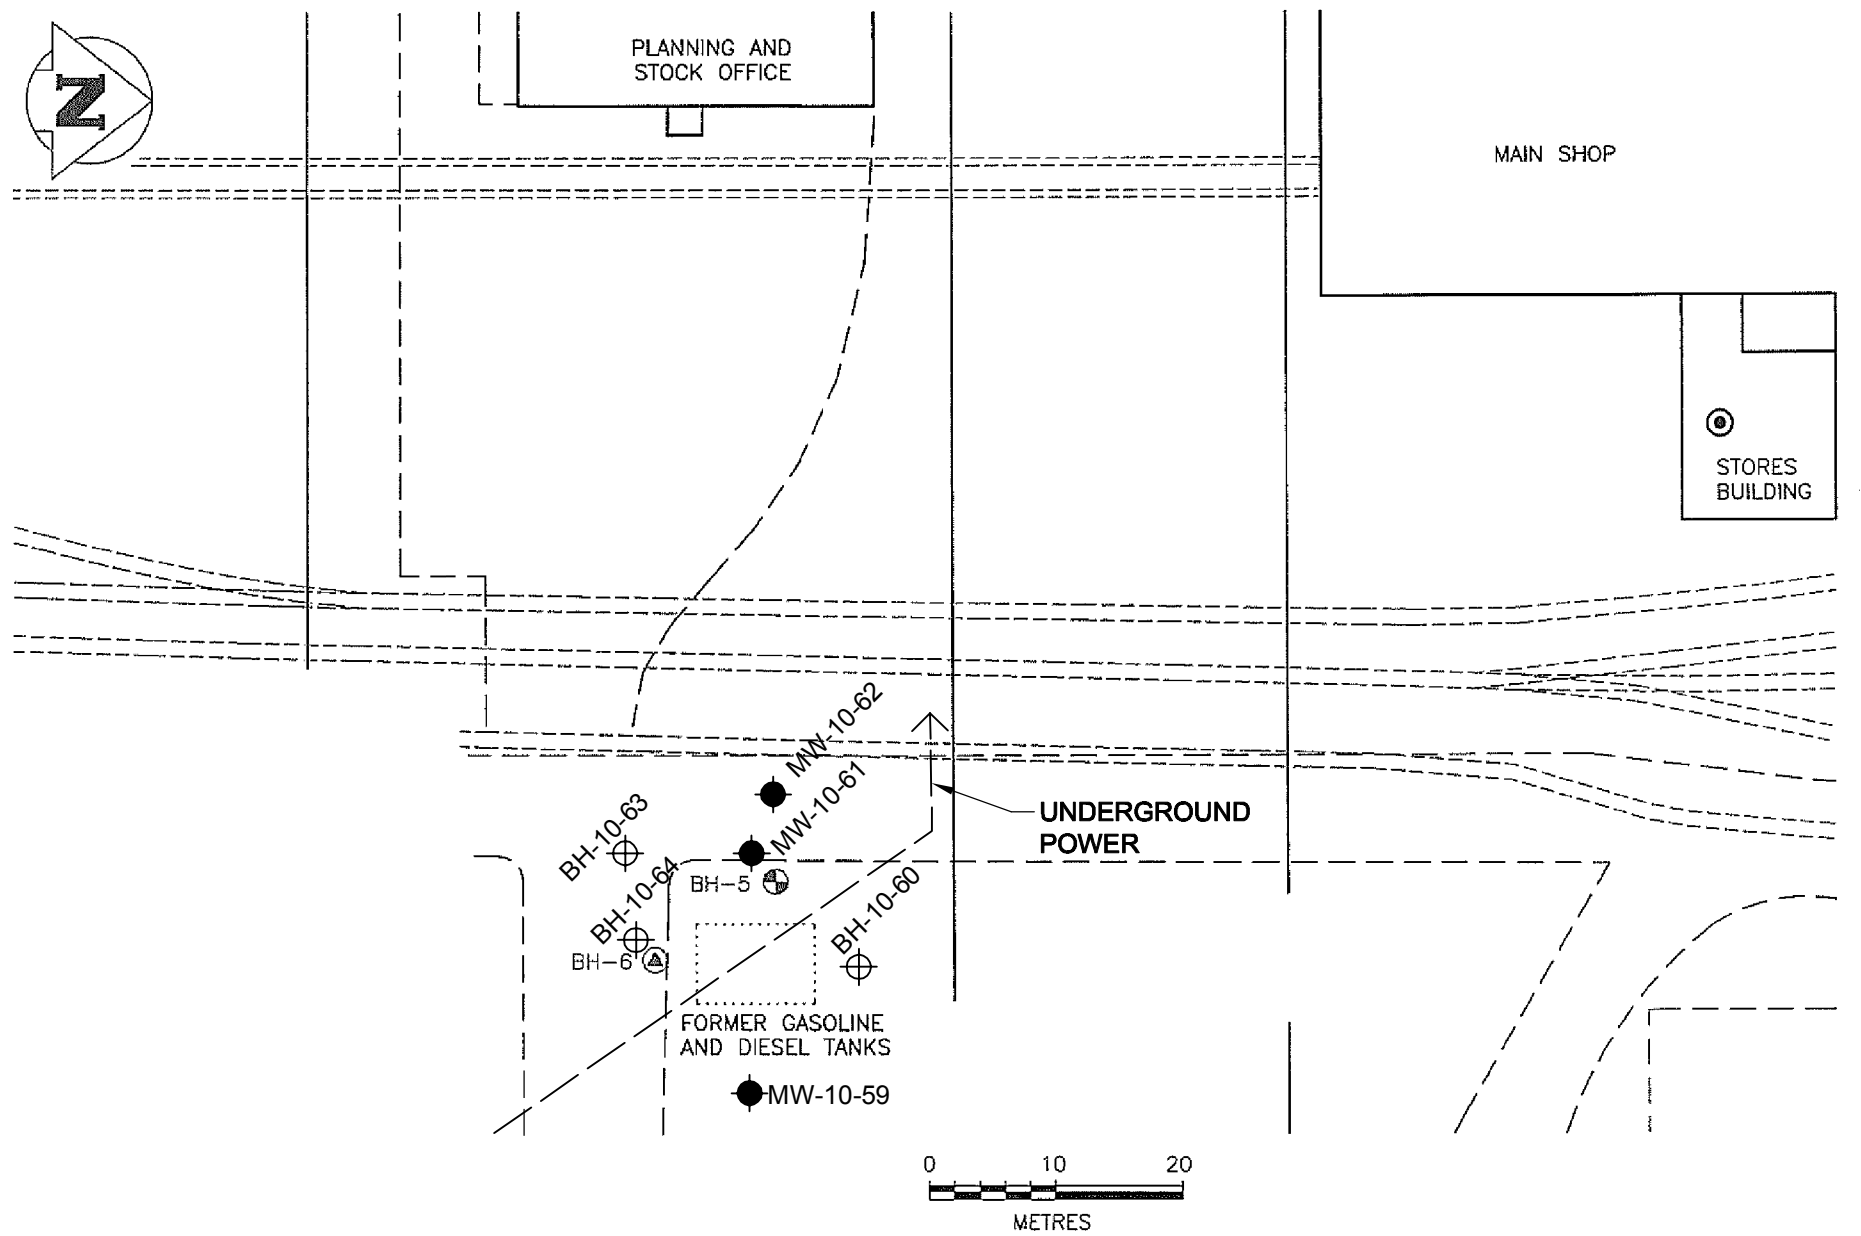 PLANNING AND
STOCK OFFICE
N
MAIN SHOP
STORES
BUILDING
MW-10-62
MW-10-61
UNDERGROUND
POWER
BH-10-63
BH-10-64
BH-5
BH-10-60
BH-6
FORMER GASOLINE
AND DIESEL TANKS
MW-10-59
0 10 20
METRES